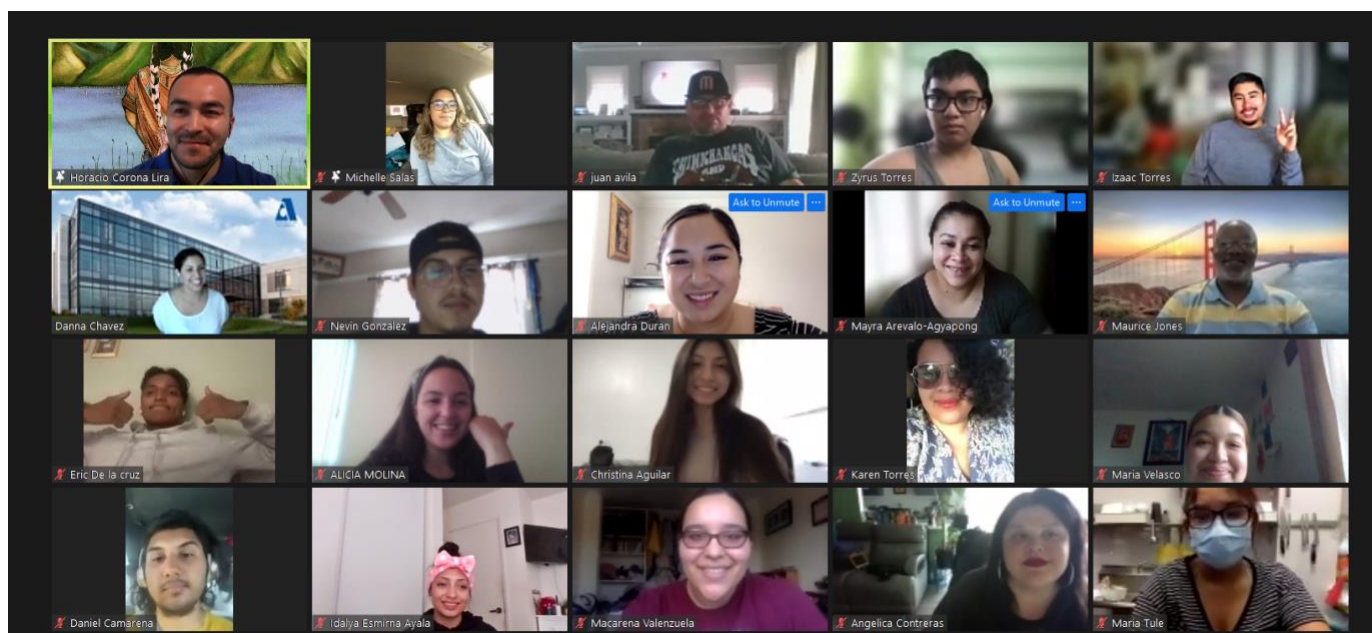 Horacio Corona Lira
Michelle Salas
juan avila
Zyrus Torres
Izaac Torres
Danna Chavez
Nevin Gonzalez
Ask to Unmute ...
Alejandra Duran
Ask to Unmute ...
Mayra Arevalo-Agyapong
Maurice Jones
Eric De la cruz
ALICIA MOLINA
Christina Aguilar
Karen Torres
Maria Velasco
Daniel Camarena
Idalya Esmirna Ayala
Macarena Valenzuela
Angelica Contreras
Maria Tule